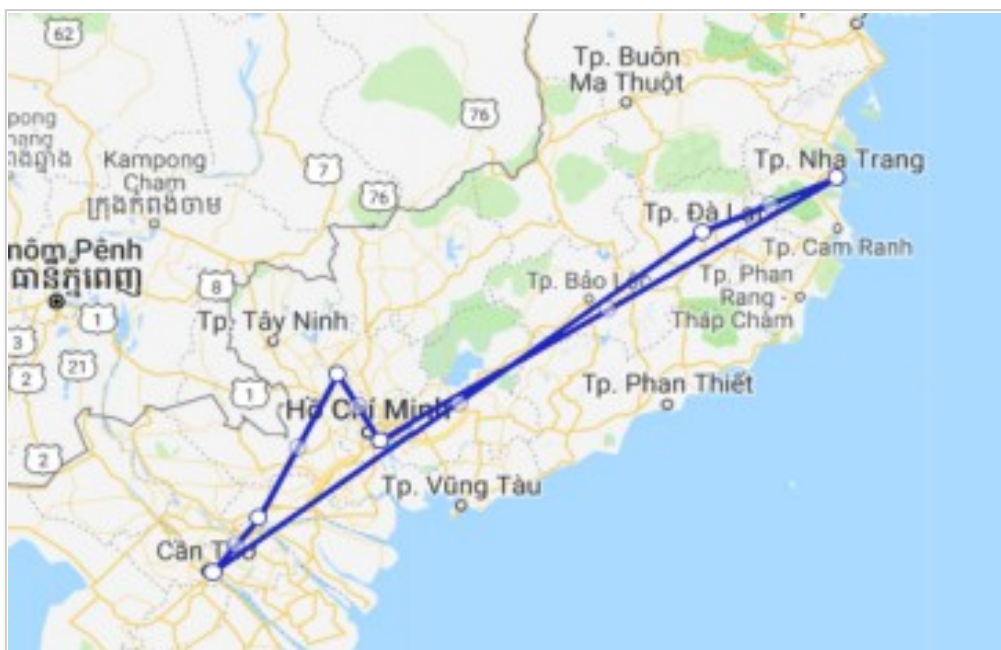 62
Tp. Buôn
Ma Thuột
76
Kampong
Cham
ក្រុងកំពង់ចាម
7
76
Tp. Nha Trang
Tp. Đà Lạt
Tp. Cam Ranh
8
Tp. Bảo Lộc
Tp. Phan
Rang -
Tháp Chàm
1
Tp. Tây Ninh
3
21
2
1
Tp. Phan Thiết
Hồ Chí Minh
2
Tp. Vũng Tàu
Cần Thơ